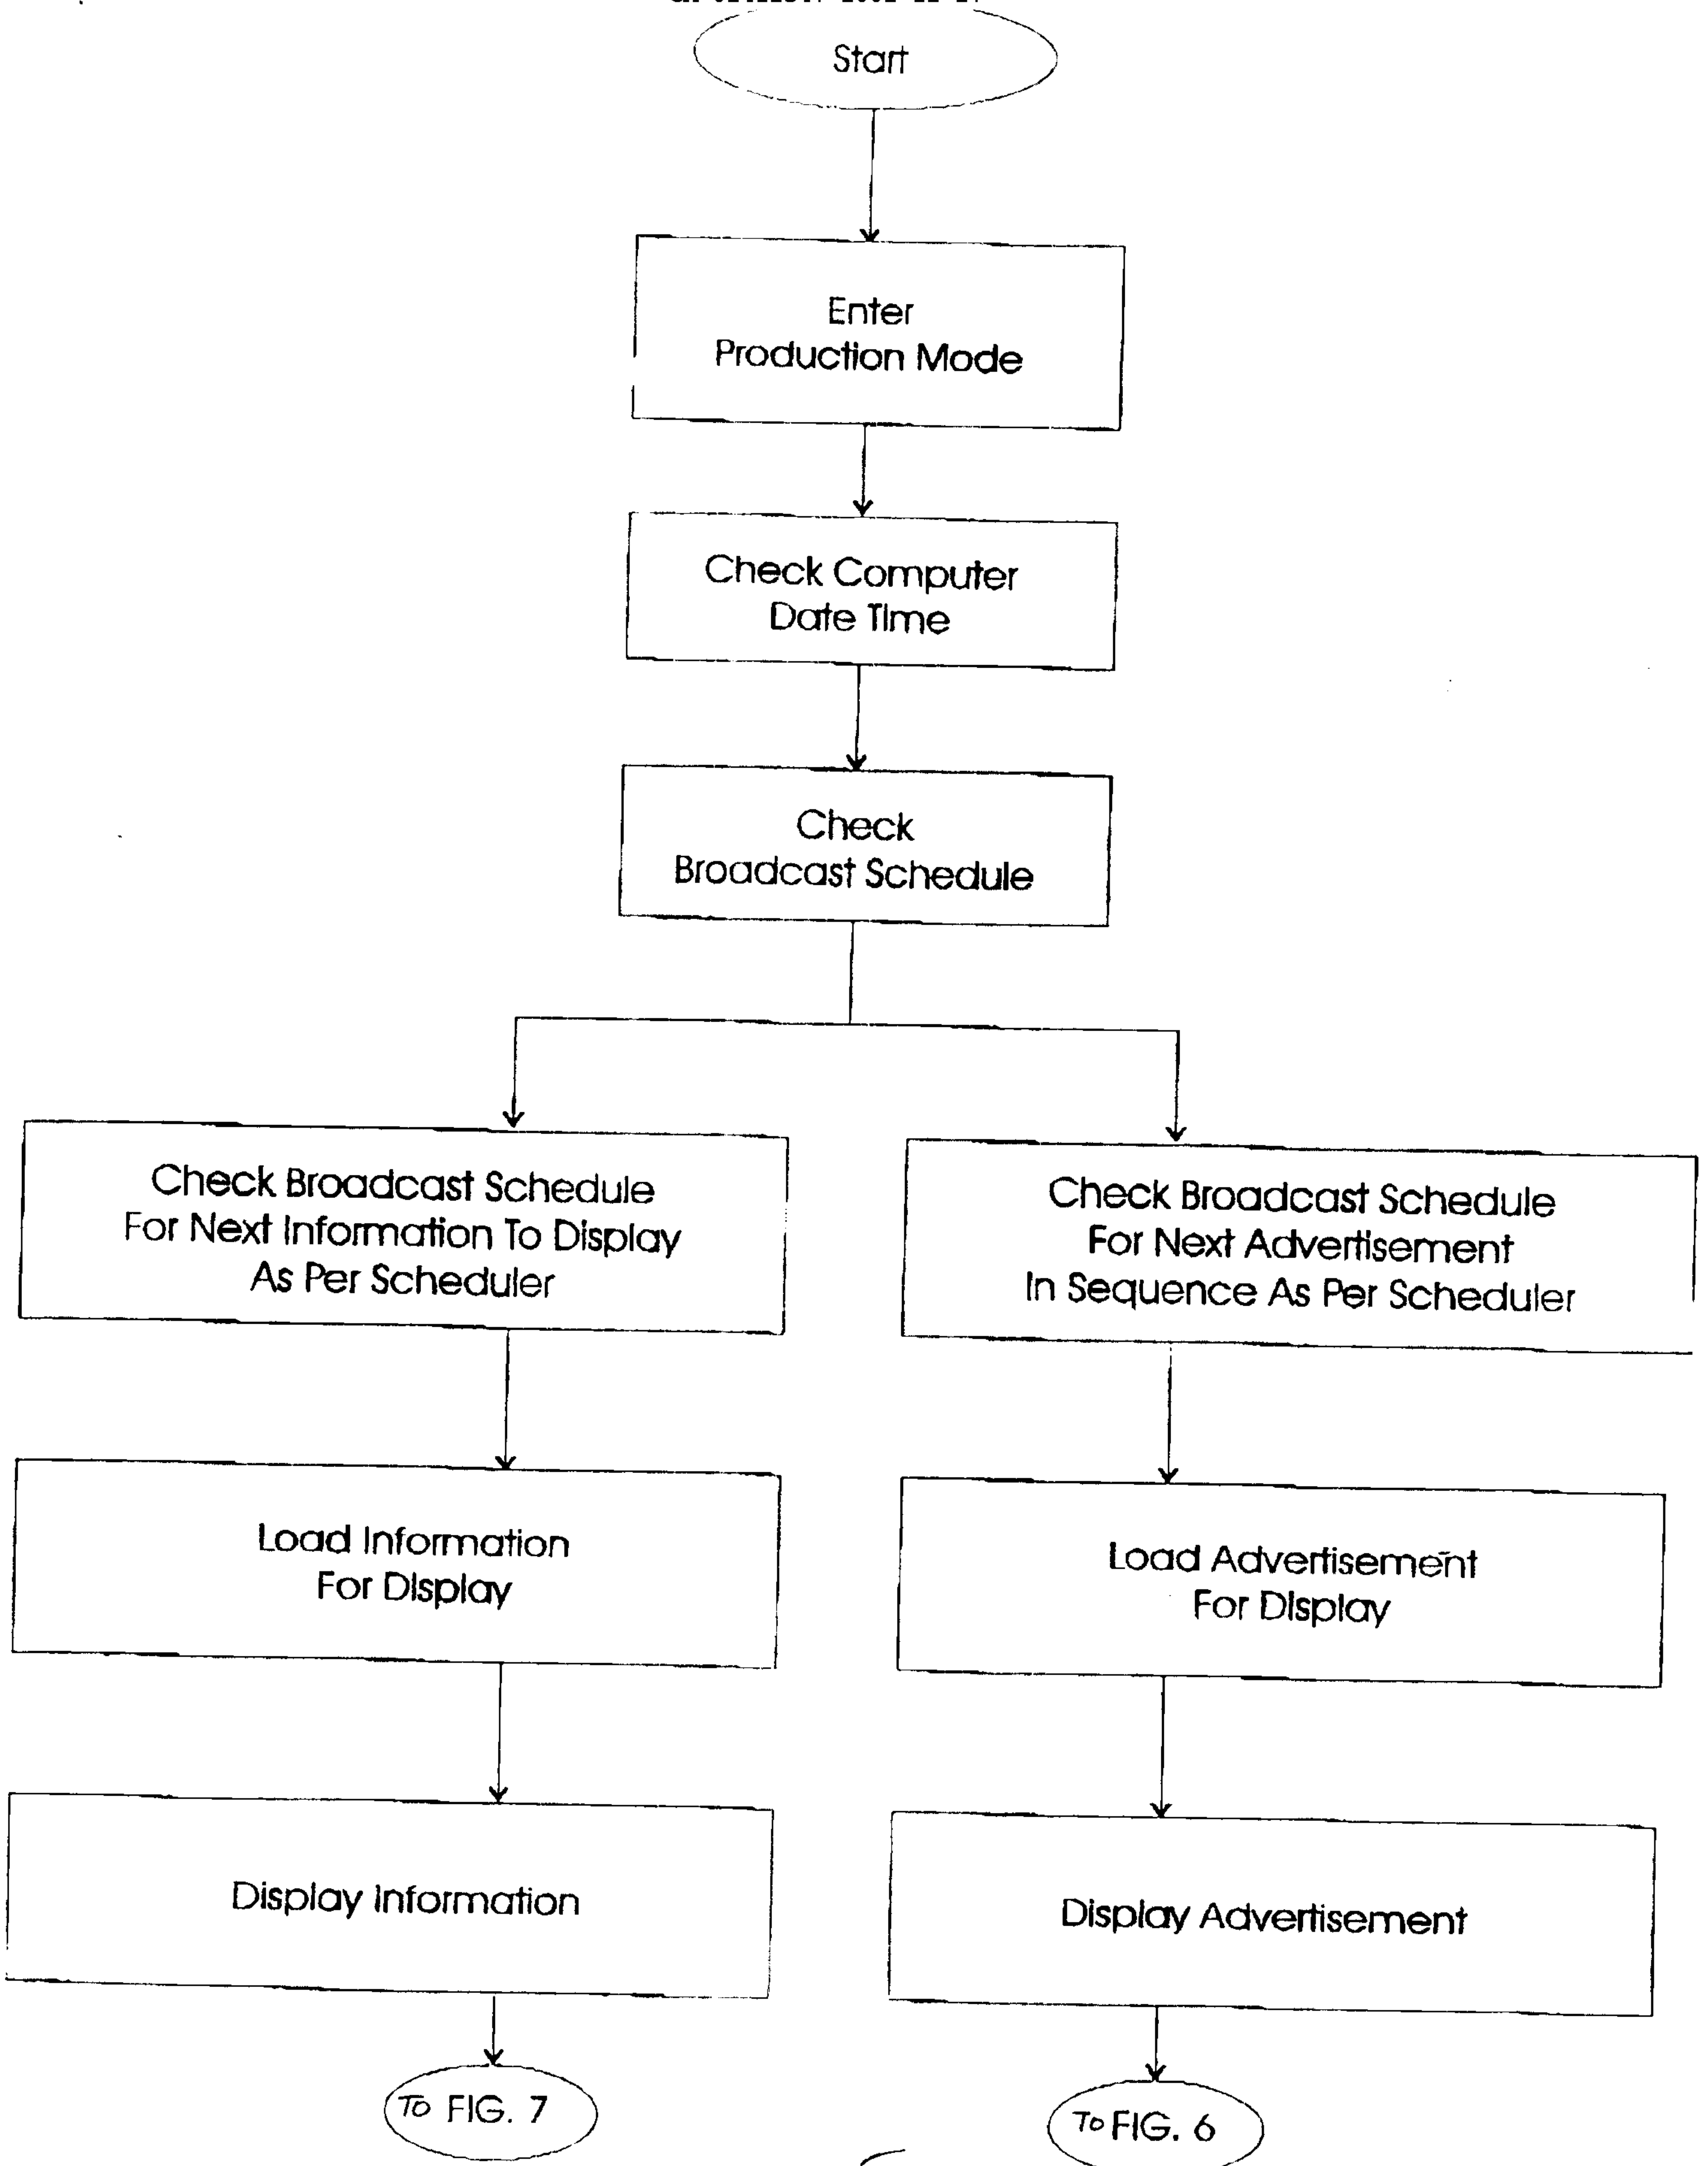 Start
Enter
Production Mode
Check Computer
Date Time
Check
Broadcast Schedule
Check Broadcast Schedule
For Next Information To Display
As Per Scheduler
Check Broadcast Schedule
For Next Advertisement
In Sequence As Per Scheduler
Load Information
For Display
Load Advertisement
For Display
Display Information
Display Advertisement
TO FIG. 7
TO FIG. 6